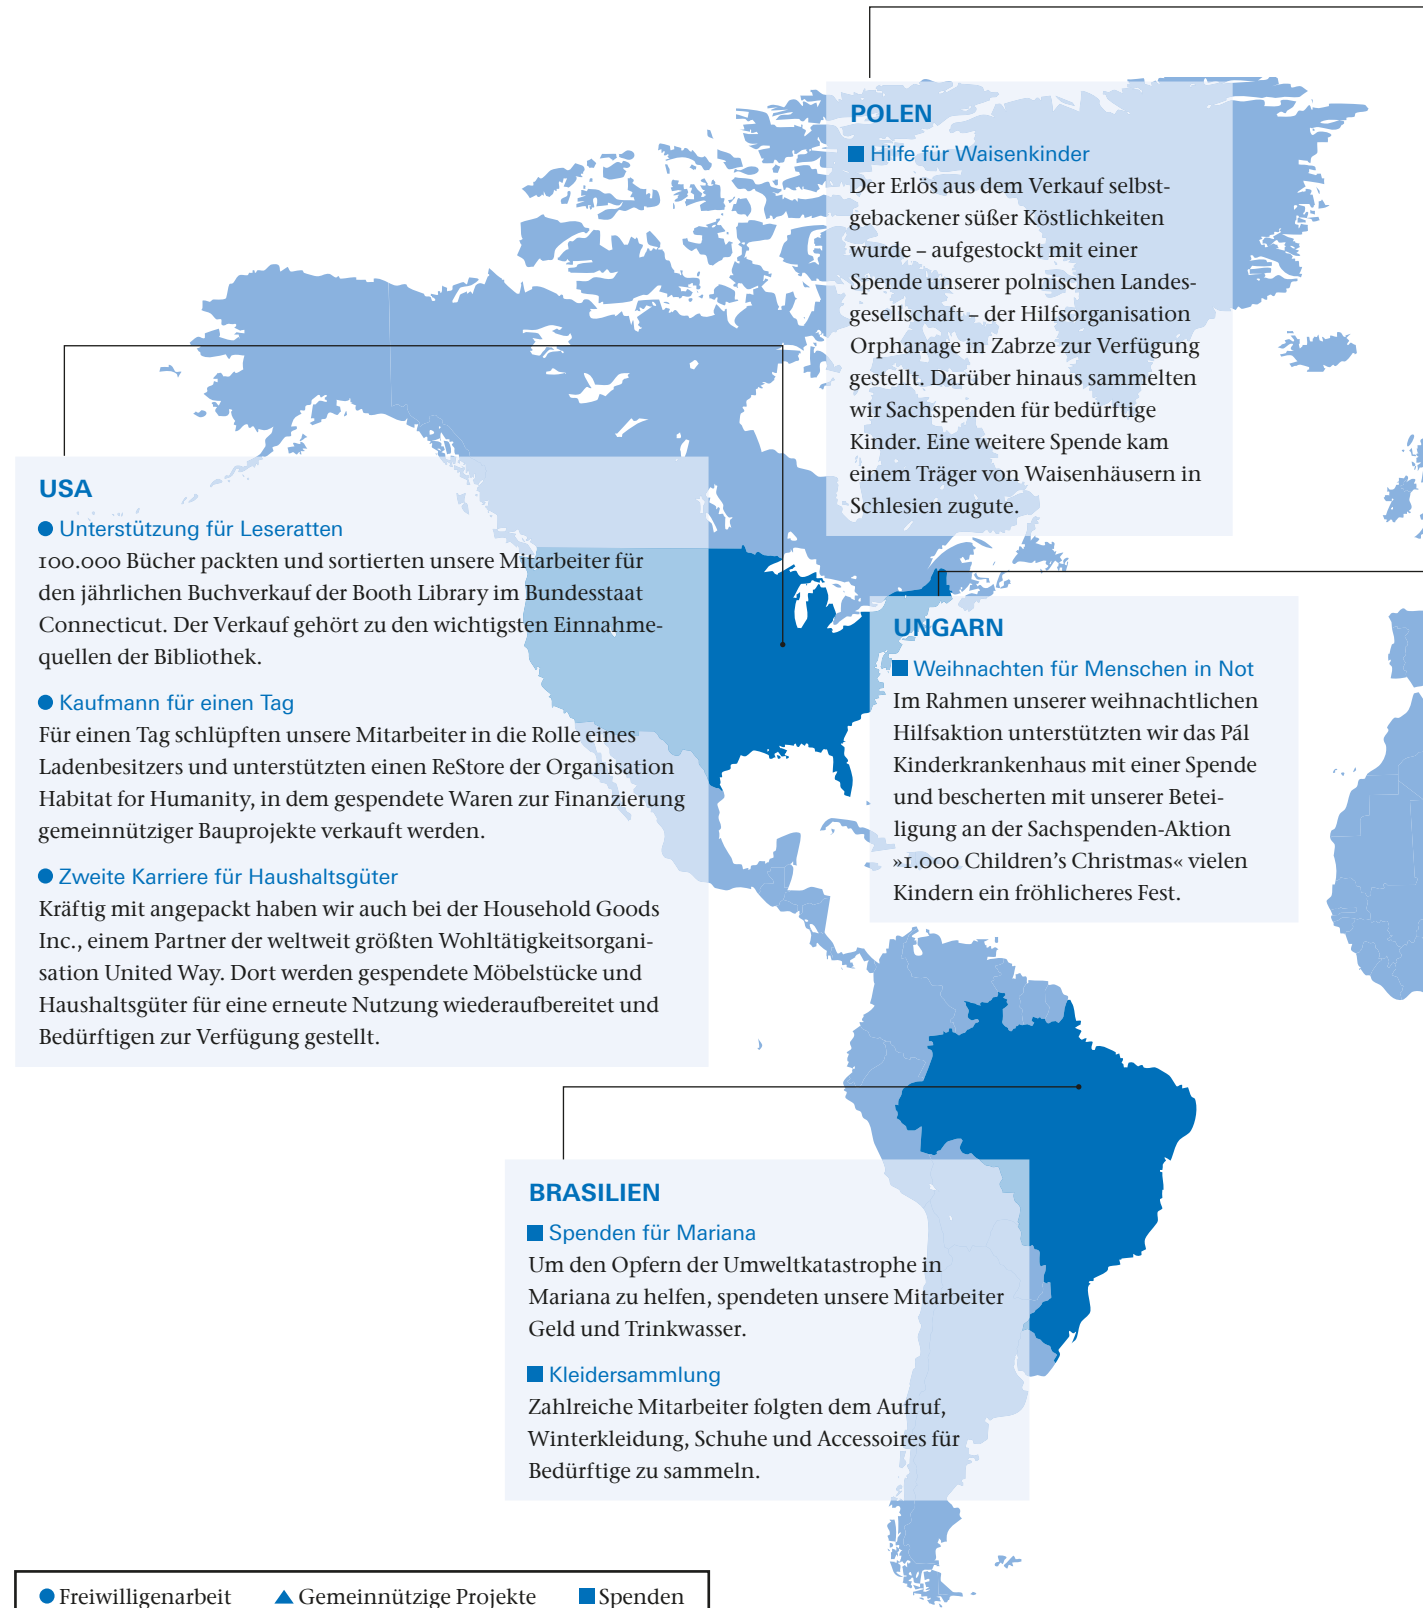 POLEN
■ Hilfe für Waisenkinder
Der Erlös aus dem Verkauf selbst-
gebackener süßer Köstlichkeiten
wurde – aufgestockt mit einer
Spende unserer polnischen Landes-
gesellschaft – der Hilfsorganisation
Orphanage in Zabrze zur Verfügung
gestellt. Darüber hinaus sammelten
wir Sachspenden für bedürftige
Kinder. Eine weitere Spende kam
einem Träger von Waisenhäusern in
Schlesien zugute.
USA
● Unterstützung für Leseratten
100.000 Bücher packten und sortierten unsere Mitarbeiter für
den jährlichen Buchverkauf der Booth Library im Bundesstaat
Connecticut. Der Verkauf gehört zu den wichtigsten Einnahme-
quellen der Bibliothek.
● Kaufmann für einen Tag
Für einen Tag schlüpften unsere Mitarbeiter in die Rolle eines
Ladenbesitzers und unterstützten einen ReStore der Organisation
Habitat for Humanity, in dem gespendete Waren zur Finanzierung
gemeinnütziger Bauprojekte verkauft werden.
● Zweite Karriere für Haushaltsgüter
Kräftig mit angepackt haben wir auch bei der Household Goods
Inc., einem Partner der weltweit größten Wohltätigkeitsorgani-
sation United Way. Dort werden gespendete Möbelstücke und
Haushaltsgüter für eine erneute Nutzung wiederaufbereitet und
Bedürftigen zur Verfügung gestellt.
UNGARN
■ Weihnachten für Menschen in Not
Im Rahmen unserer weihnachtlichen
Hilfsaktion unterstützten wir das Pál
Kinderkrankenhaus mit einer Spende
und bescherten mit unserer Betei-
ligung an der Sachspenden-Aktion
»1.000 Children’s Christmas« vielen
Kindern ein fröhlicheres Fest.
BRASILIEN
■ Spenden für Mariana
Um den Opfern der Umweltkatastrophe in
Mariana zu helfen, spendeten unsere Mitarbeiter
Geld und Trinkwasser.
■ Kleidersammlung
Zahlreiche Mitarbeiter folgten dem Aufruf,
Winterkleidung, Schuhe und Accessoires für
Bedürftige zu sammeln.
● Freiwilligenarbeit ▲ Gemeinnützige Projekte ■ Spenden